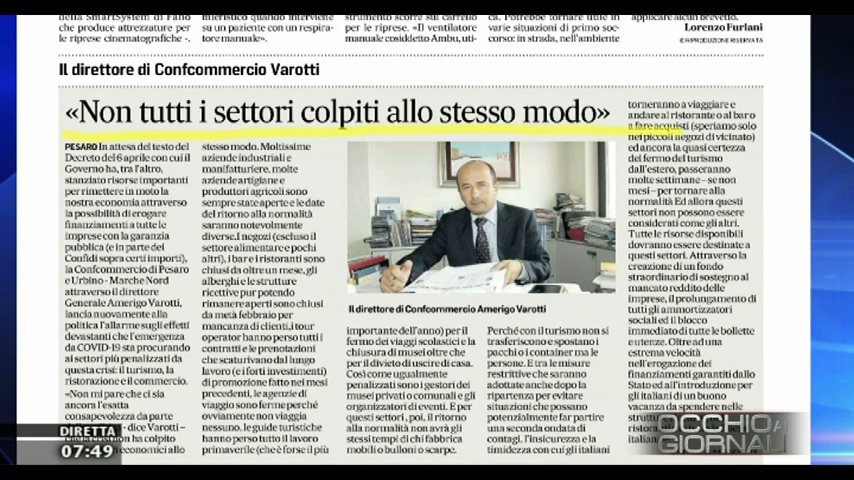 della SmartSystem di Fano
che produce attrezzature per
le riprese cinematografiche -.
meristico quando interviene
su un paziente con un respira-
tore manuale».
strumento scorre sul carrello
per le riprese. «Il ventilatore
manuale cosiddetto Ambu, uti-
ca. Potrebbe tornare utile in
varie situazioni di primo soc-
corso: in strada, nell'ambiente
applicare alcun brevetto.
Lorenzo Furlani
© RIPRODUZIONE RISERVATA
Il direttore di Confcommercio Varotti
«Non tutti i settori colpiti allo stesso modo»
PESARO In attesa del testo del
Decreto del 6 aprile con cui il
Governo ha, tra l'altro,
stanziato risorse importanti
per rimettere in moto la
nostra economia attraverso
la possibilità di erogare
finanziamenti a tutte le
imprese con la garanzia
pubblica (e in parte dei
Confidi sopra certi importi),
la Confcommercio di Pesaro
e Urbino - Marche Nord
attraverso il direttore
Generale Amerigo Varotti,
lancia nuovamente alla
politica l'allarme sugli effetti
devastanti che l'emergenza
da COVID-19 sta procurando
ai settori più penalizzati da
questa crisi: il turismo, la
ristorazione e il commercio.
«Non mi pare che ci sia
ancora l'esatta
consapevolezza da parte
- dice Varotti -
ha colpito
economici allo
stesso modo. Moltissime
aziende industriali e
manifatturiere, molte
aziende artigiane e
produttori agricoli sono
sempre state aperte e le date
del ritorno alla normalità
saranno notevolmente
diverse. I negozi (escluso il
settore alimentare e pochi
altri), i bar e i ristoranti sono
chiusi da oltre un mese, gli
alberghi e le strutture
ricettive pur potendo
rimanere aperti sono chiusi
da metà febbraio per
mancanza di clienti, i tour
operator hanno perso tutti i
contratti e le prenotazioni
che scaturivano dal lungo
lavoro (e i forti investimenti)
di promozione fatto nei mesi
precedenti, le agenzie di
viaggio sono ferme perché
ovviamente non viaggia
nessuno, le guide turistiche
hanno perso tutto il lavoro
primaverile (che è forse il più
Il direttore di Confcommercio Amerigo Varotti
importante dell'anno) per il
fermo dei viaggi scolastici e la
chiusura di musei oltre che
per il divieto di uscire di casa.
Così come ugualmente
penalizzati sono i gestori dei
musei privati o comunali e gli
organizzatori di eventi. E per
questi settori, poi, il ritorno
alla normalità non avrà gli
stessi tempi di chi fabbrica
mobili o bulloni o scarpe.
Perché con il turismo non si
trasferiscono e spostano i
pacchi o i container ma le
persone. E tra le misure
restrittive che saranno
adottate anche dopo la
ripartenza per evitare
situazioni che possano
potenzialmente far partire
una seconda ondata di
contagi, l'insicurezza e la
timidezza con cui gli italiani
torneranno a viaggiare e
andare al ristorante o al bar o
a fare acquisti (speriamo solo
nei piccoli negozi di vicinato)
ed ancora la quasi certezza
del fermo del turismo
dall'estero, passeranno
molte settimane - se non
mesi - per tornare alla
normalità Ed allora questi
settori non possono essere
considerati come gli altri.
Tutte le risorse disponibili
dovranno essere destinate a
questi settori. Attraverso la
creazione di un fondo
straordinario di sostegno al
mancato reddito delle
imprese, il prolungamento di
tutti gli ammortizzatori
sociali ed il blocco
immediato di tutte le bollette
e utenze. Oltre ad una
estrema velocità
nell'erogazione dei
finanziamenti garantiti dallo
Stato ed all'introduzione per
gli italiani di un buono
vacanza da spendere nelle
DIRETTA
07:49
OCCHIO AI
GIORNALI